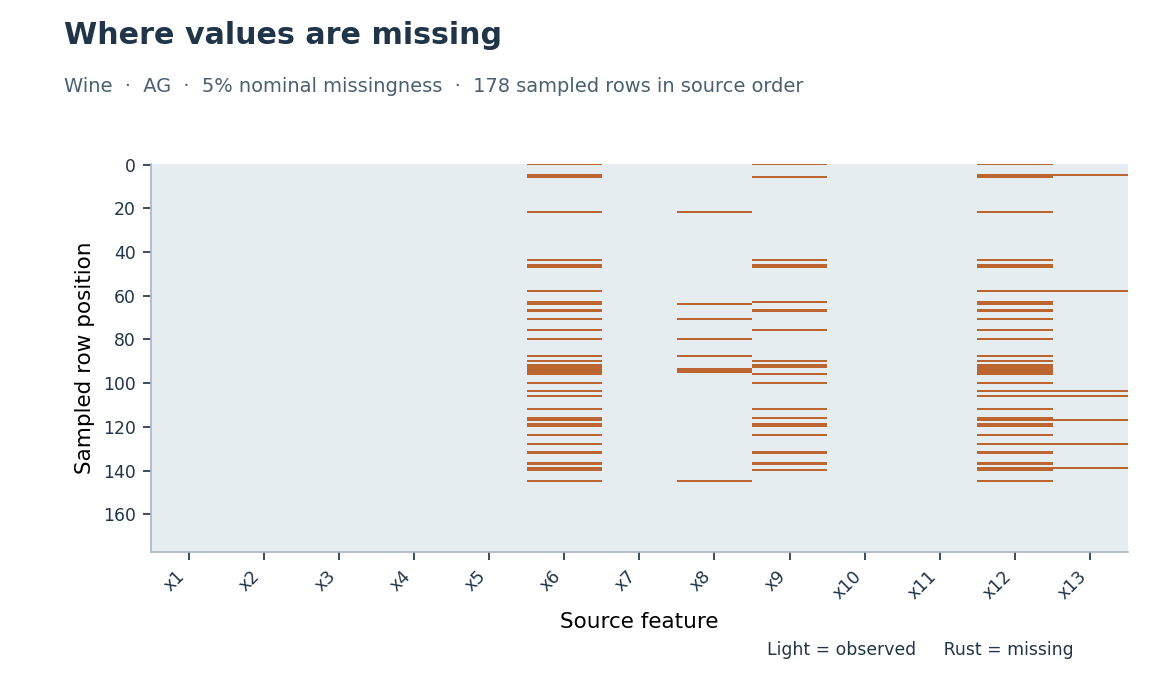 Where values are missing
Wine · AG · 5% nominal missingness · 178 sampled rows in source order
0
20
40
60
80
100
120
140
160
Sampled row position
x1 x2 x3 x4 x5 x6 x7 x8 x9 x10 x11 x12 x13
Source feature
Light = observed Rust = missing